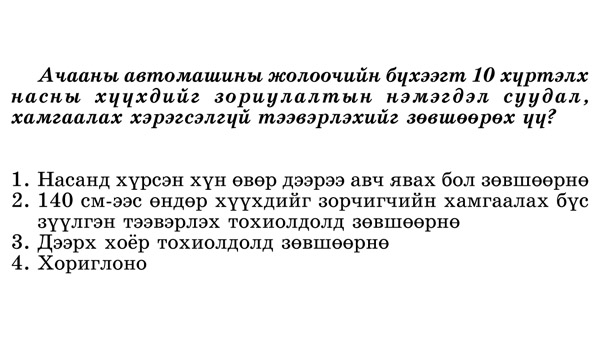 Ачааны автомашины жолоочийн бүхээгт 10 хүртэлх
насны хүүхдийг зориулалтын нэмэгдэл суудал,
хамгаалах хэрэгсэлгүй тээвэрлэхийг зөвшөөрөх үү?
1. Насанд хүрсэн хүн өвөр дээрээ авч явах бол зөвшөөрнө
2. 140 см-ээс өндөр хүүхдийг зорчигчийн хамгаалах бүс
зүүлгэн тээвэрлэх тохиолдолд зөвшөөрнө
3. Дээрх хоёр тохиолдолд зөвшөөрнө
4. Хориглоно